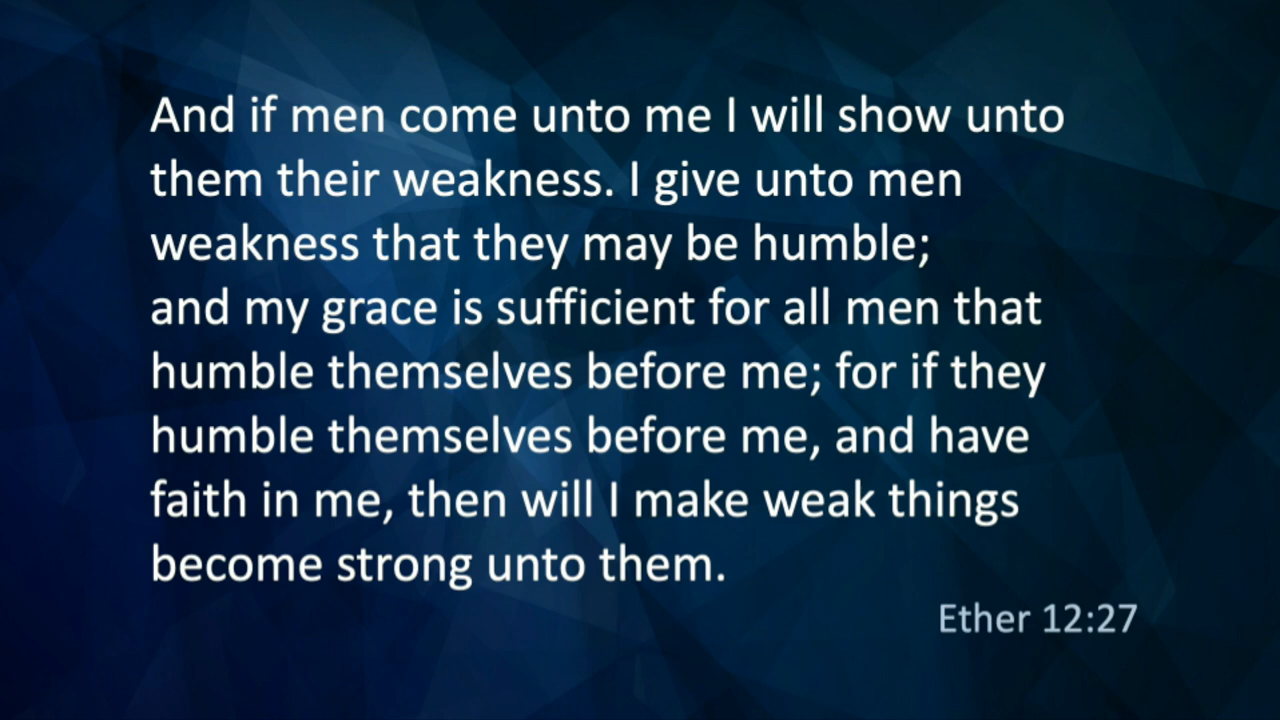 And if men come unto me I will show unto
them their weakness. I give unto men
weakness that they may be humble;
and my grace is sufficient for all men that
humble themselves before me; for if they
humble themselves before me, and have
faith in me, then will I make weak things
become strong unto them.
Ether 12:27